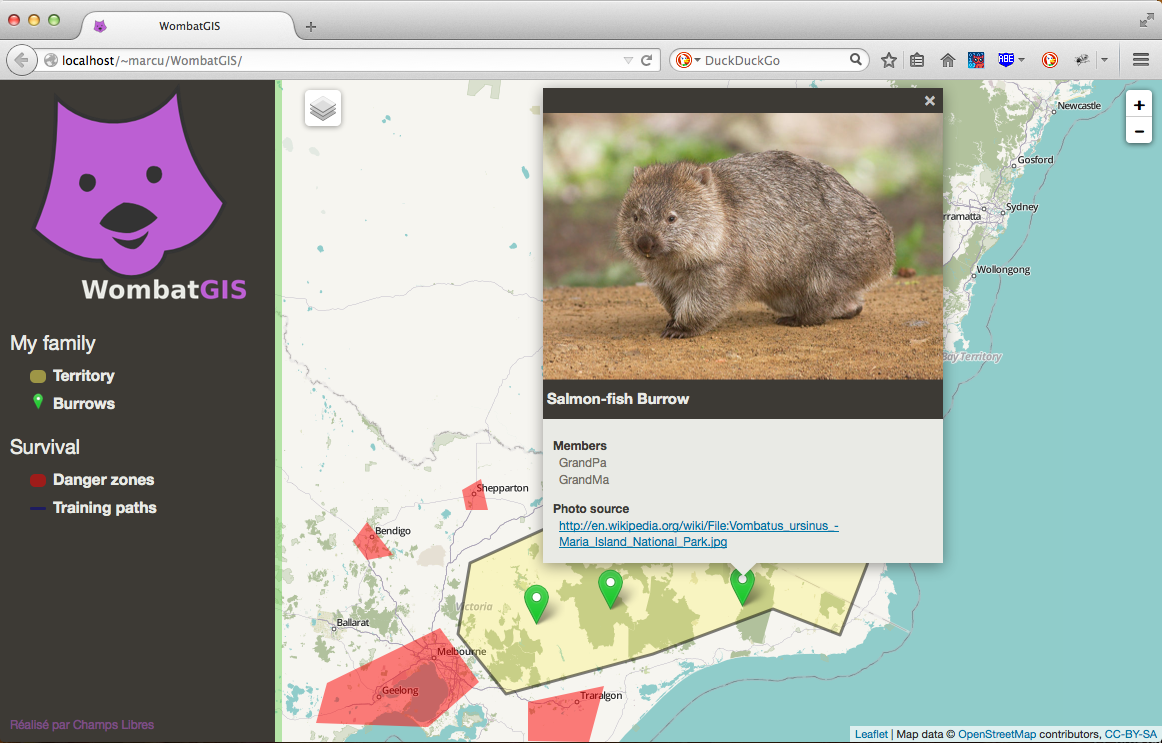 WombatGIS
localhost/~marcu/WombatGIS/
DuckDuckGo
ABE
WombatGIS
My family
Territory
Burrows
Survival
Danger zones
Training paths
Réalisé par Champs Libres
Newcastle
Gosford
Sydney
rramatta
Wollongong
Bay Territory
Salmon-fish Burrow
Members
GrandPa
GrandMa
Photo source
http://en.wikipedia.org/wiki/File:Vombatus_ursinus_-
Maria_Island_National_Park.jpg
Shepparton
Bendigo
Victoria
Ballarat
Melbourne
Geelong
Traralgon
+
-
Leaflet | Map data © OpenStreetMap contributors, CC-BY-SA